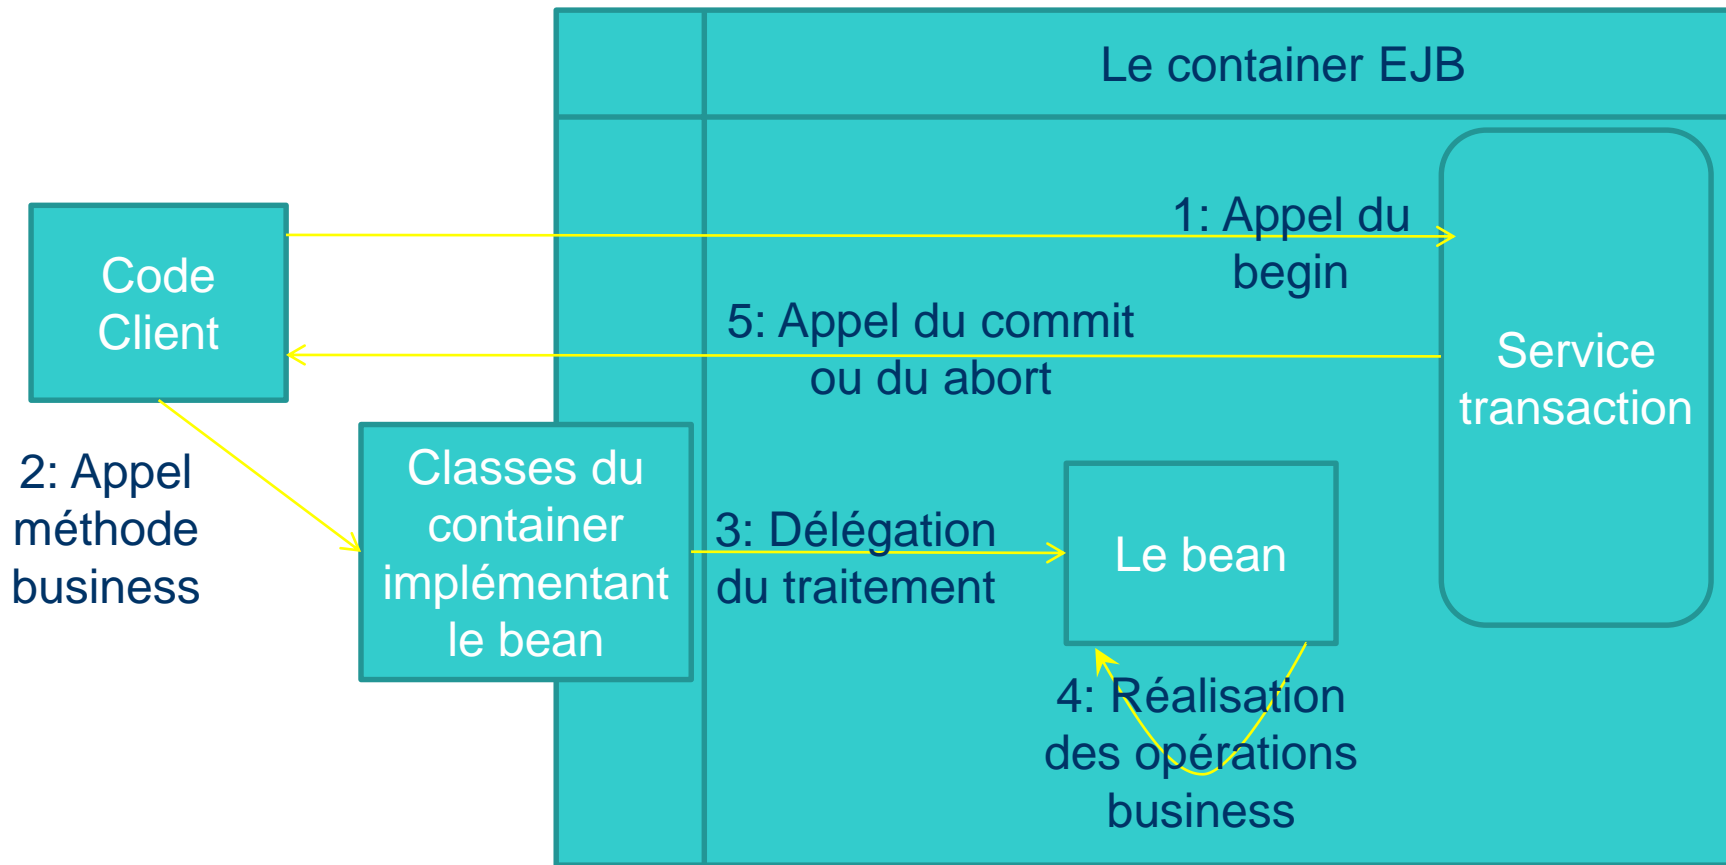 Le container EJB
1: Appel du
begin
Code
Client
5: Appel du commit
ou du abort
Service
transaction
2: Appel
méthode
business
Classes du
container
implémentant
le bean
3: Délégation
du traitement
Le bean
4: Réalisation
des opérations
business